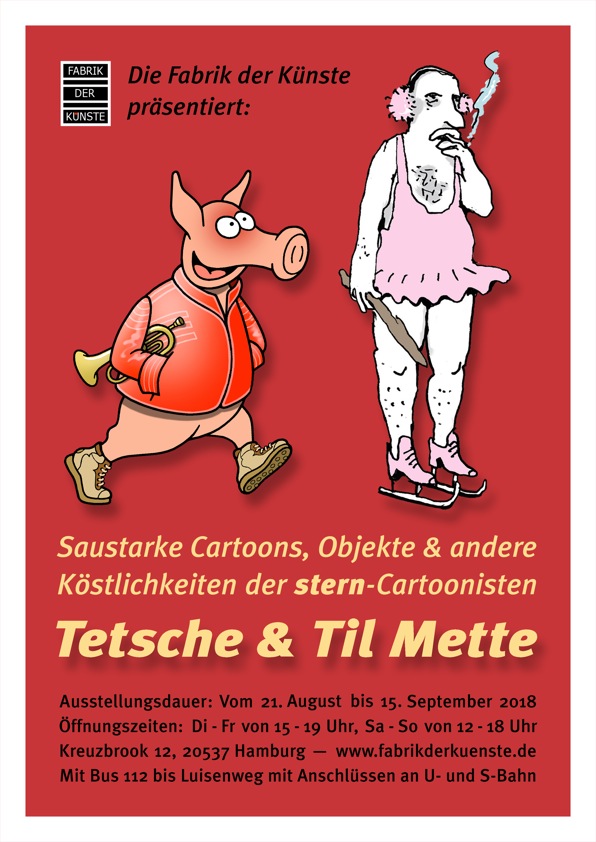 FABRIK
DER
KÜNSTE
Die Fabrik der Künste
präsentiert:
Saustarke Cartoons, Objekte & andere
Köstlichkeiten der stern-Cartoonisten
Tetsche & Til Mette
Ausstellungsdauer: Vom 21. August bis 15. September 2018
Öffnungszeiten: Di - Fr von 15 - 19 Uhr, Sa - So von 12 - 18 Uhr
Kreuzbrook 12, 20537 Hamburg — www.fabrikderkuenste.de
Mit Bus 112 bis Luisenweg mit Anschlüssen an U- und S-Bahn